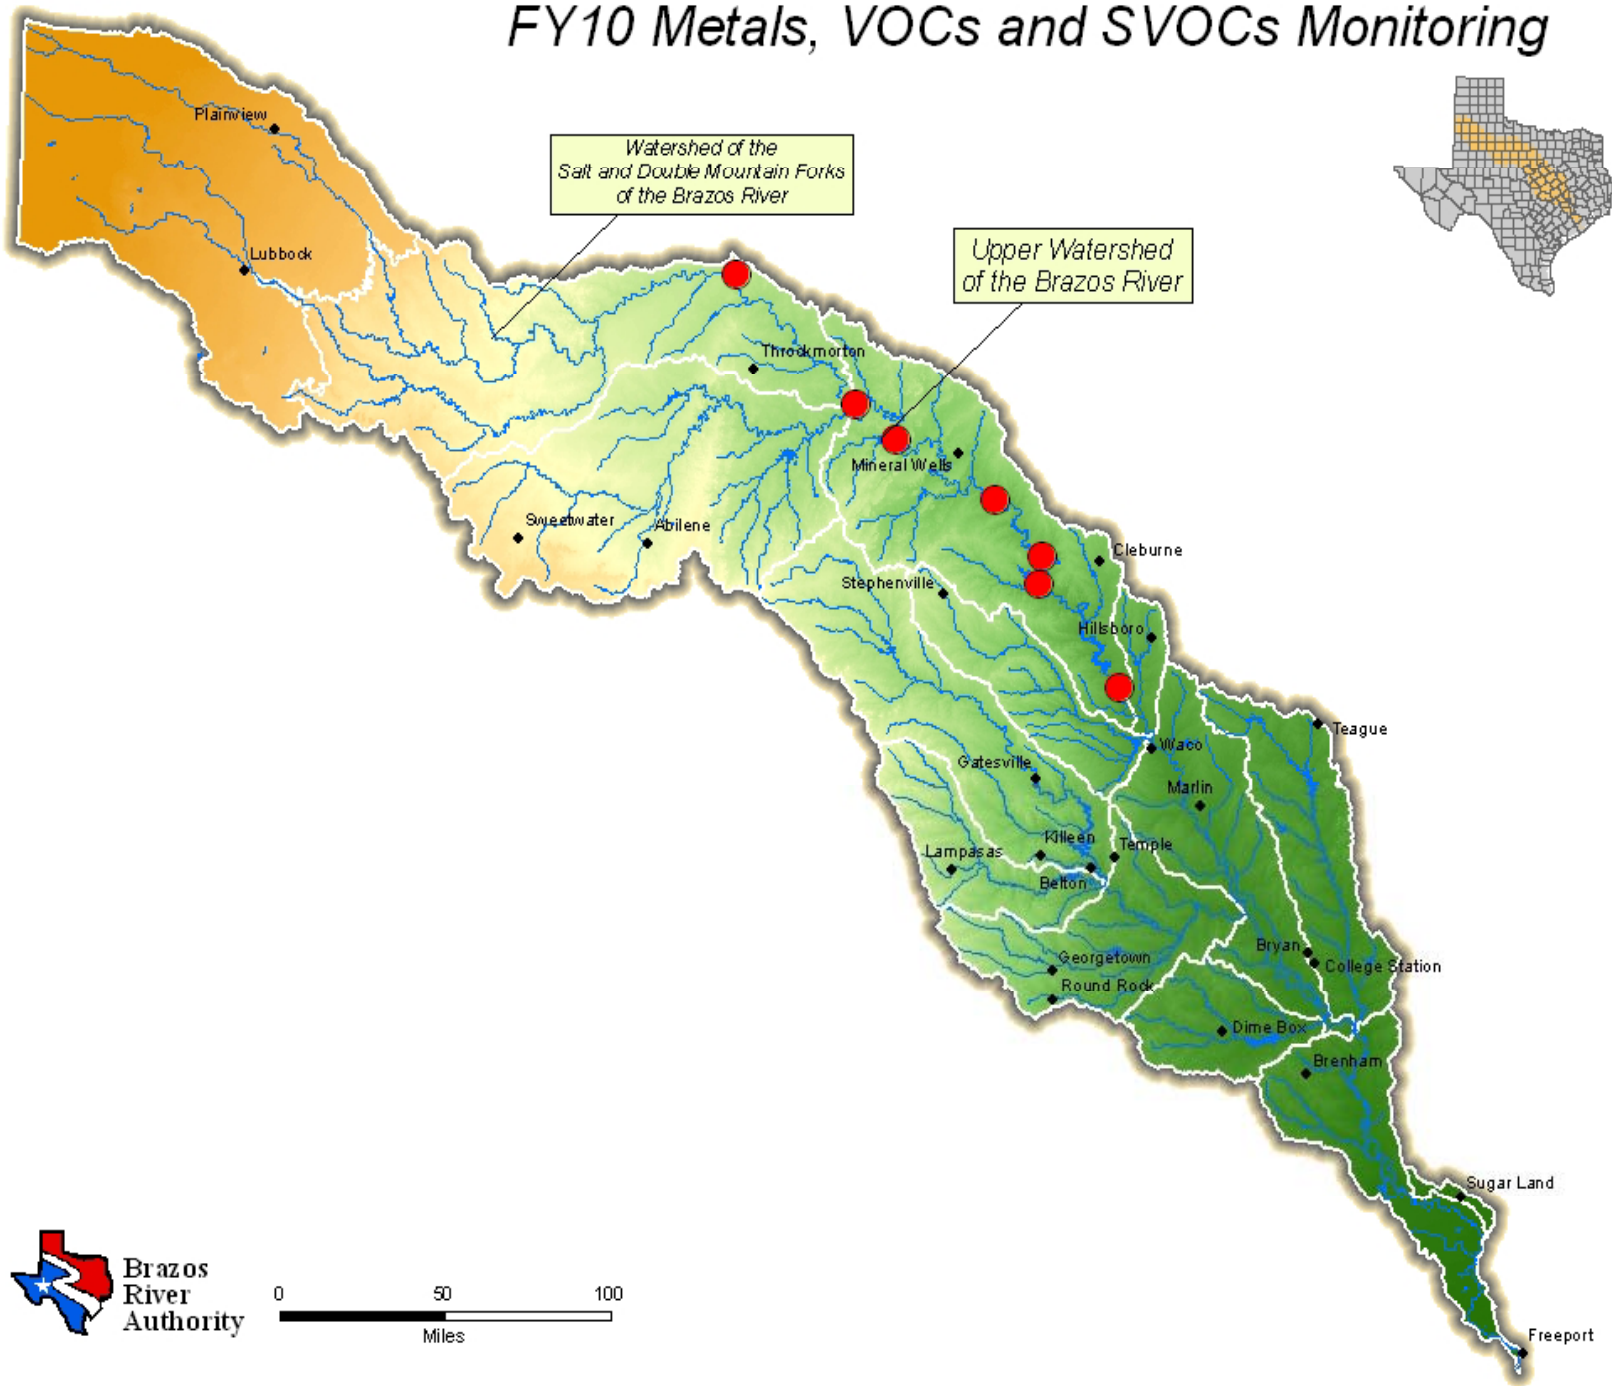 FY10 Metals, VOCs and SVOCs Monitoring
Plainview
Watershed of the
Salt and Double Mountain Forks
of the Brazos River
Lubbock
Upper Watershed
of the Brazos River
Throckmorton
Mineral Wells
Sweetwater
Abilene
Cleburne
Stephenville
Hillsboro
Teague
Waco
Gatesville
Marlin
Killeen
Temple
Lampasas
Belton
Bryan
College Station
Georgetown
Round Rock
Dime Box
Brenham
Sugar Land
Freeport
Brazos
River
Authority
0 50 100
Miles